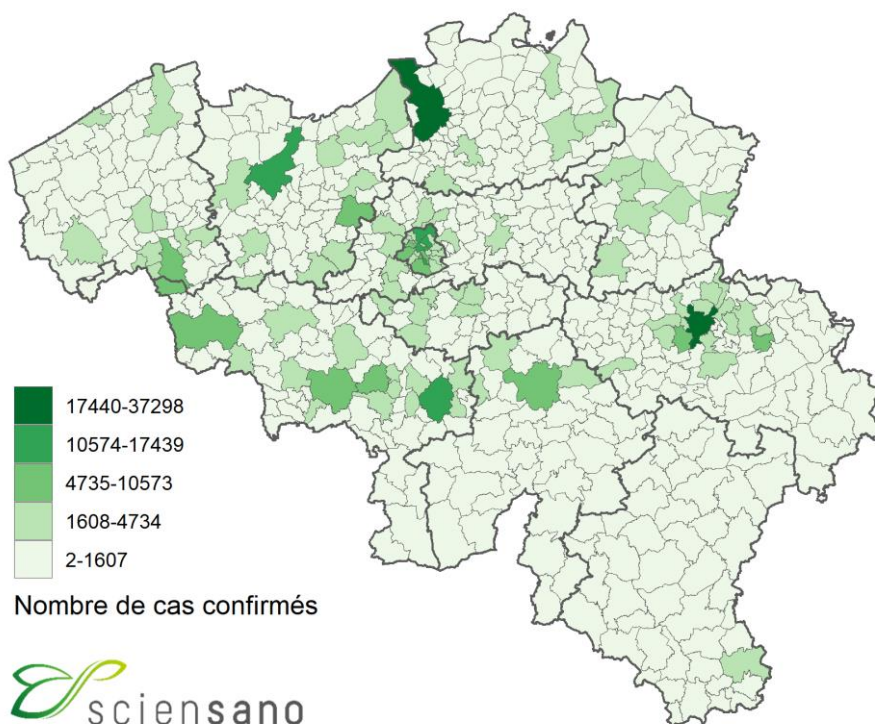 17440-37298
10574-17439
4735-10573
1608-4734
2-1607
Nombre de cas confirmés
sciensano